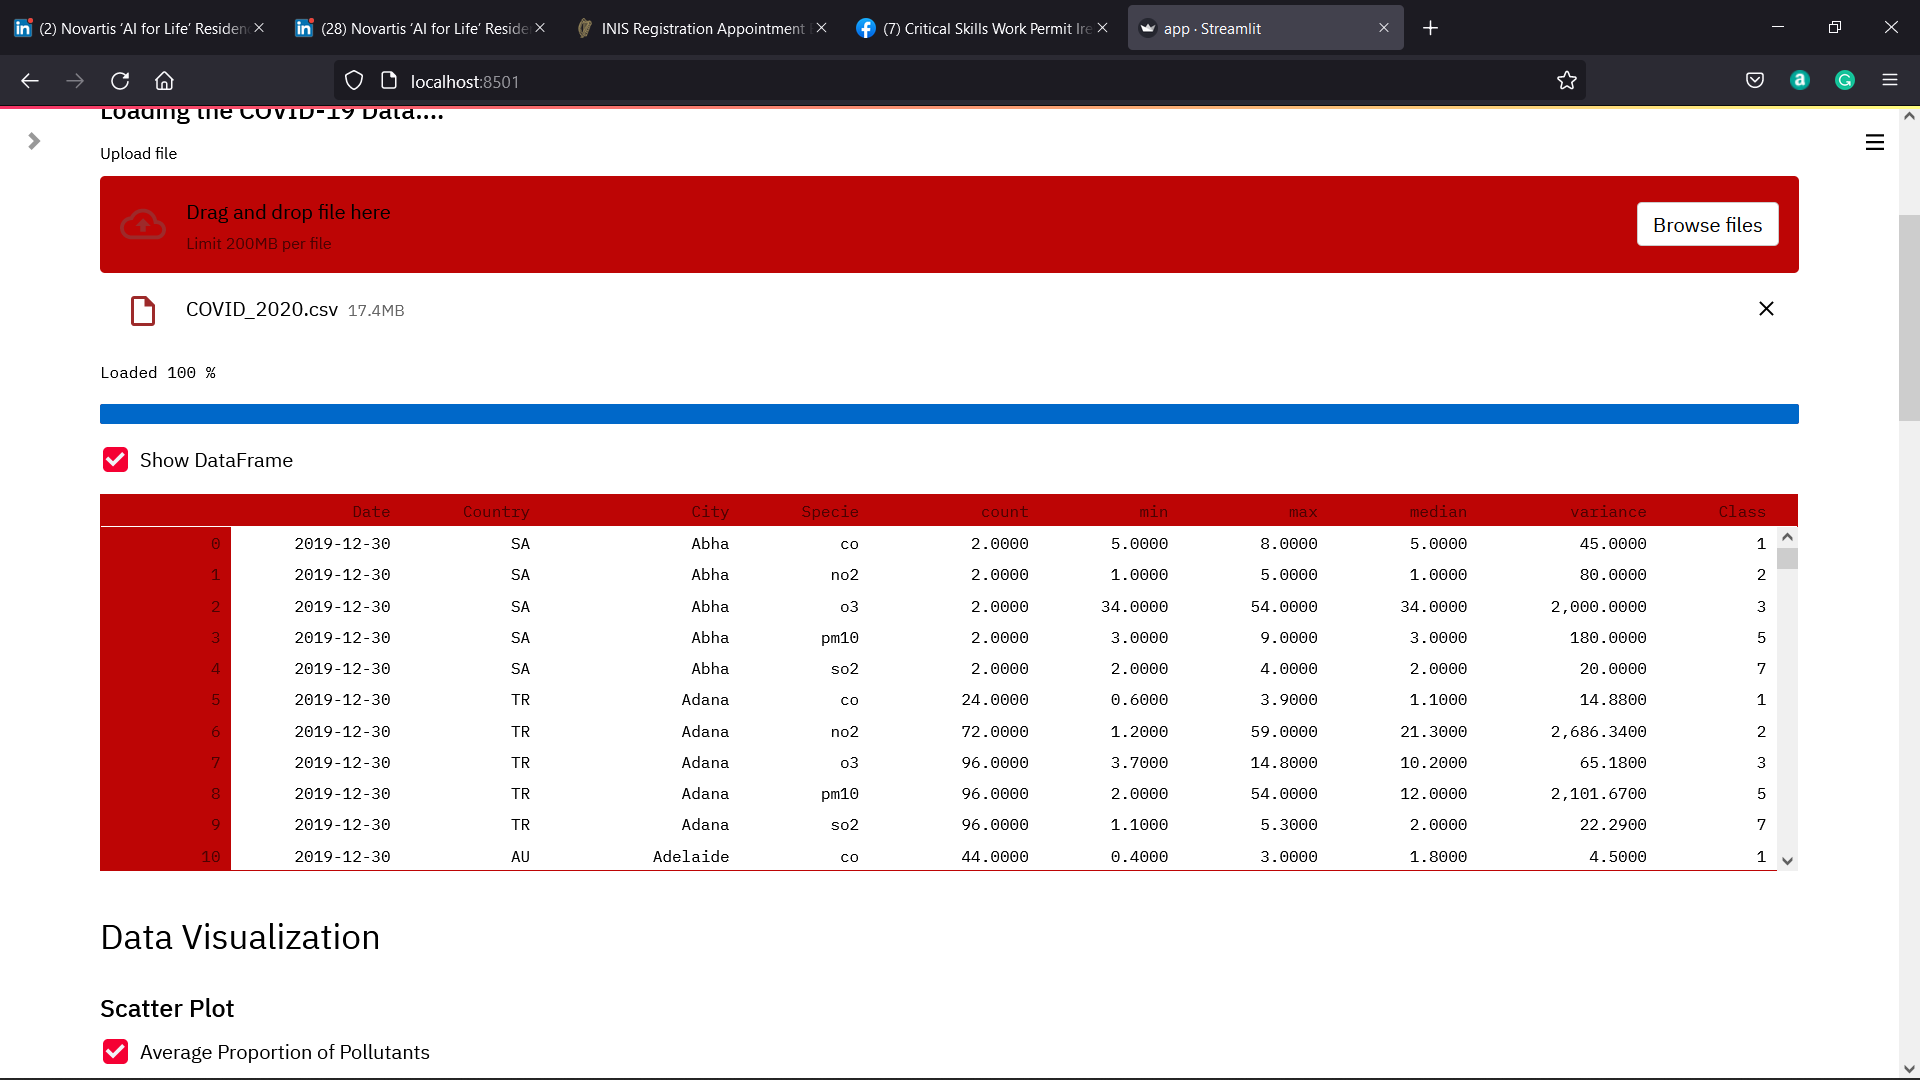 (2) Novartis ‘AI for Life’ Residen
(28) Novartis ‘AI for Life’ Reside
INIS Registration Appointment
(7) Critical Skills Work Permit Ire
app · Streamlit
localhost:8501
Loading the COVID-19 Data....
Upload file
Drag and drop file here
Limit 200MB per file
Browse files
COVID_2020.csv 17.4MB
Loaded 100 %
Show DataFrame
Date Country City Specie count min max median variance Class
0 2019-12-30 SA Abha co 2.0000 5.0000 8.0000 5.0000 45.0000 1
1 2019-12-30 SA Abha no2 2.0000 1.0000 5.0000 1.0000 80.0000 2
2 2019-12-30 SA Abha o3 2.0000 34.0000 54.0000 34.0000 2,000.0000 3
3 2019-12-30 SA Abha pm10 2.0000 3.0000 9.0000 3.0000 180.0000 5
4 2019-12-30 SA Abha so2 2.0000 2.0000 4.0000 2.0000 20.0000 7
5 2019-12-30 TR Adana co 24.0000 0.6000 3.9000 1.1000 14.8800 1
6 2019-12-30 TR Adana no2 72.0000 1.2000 59.0000 21.3000 2,686.3400 2
7 2019-12-30 TR Adana o3 96.0000 3.7000 14.8000 10.2000 65.1800 3
8 2019-12-30 TR Adana pm10 96.0000 2.0000 54.0000 12.0000 2,101.6700 5
9 2019-12-30 TR Adana so2 96.0000 1.1000 5.3000 2.0000 22.2900 7
10 2019-12-30 AU Adelaide co 44.0000 0.4000 3.0000 1.8000 4.5000 1
Data Visualization
Scatter Plot
Average Proportion of Pollutants